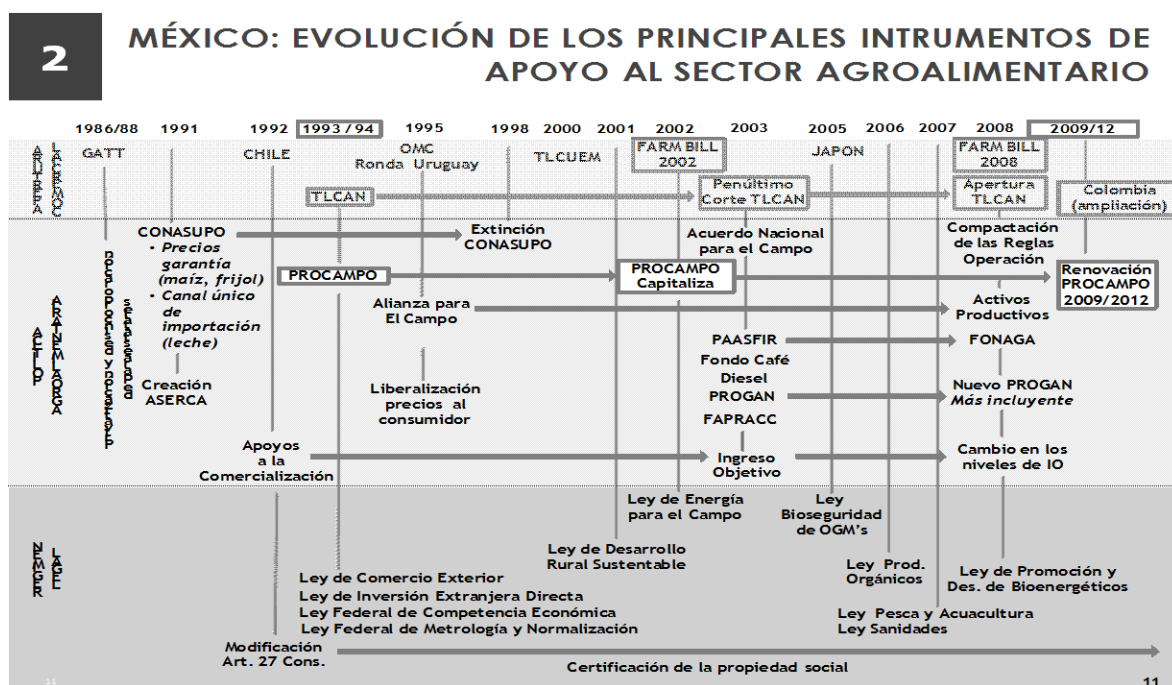 2
MÉXICO: EVOLUCIÓN DE LOS PRINCIPALES INTRUMENTOS DE
APOYO AL SECTOR AGROALIMENTARIO
1986/88 1991 1992 1993/94 1995 1998 2000 2001 2002 2003 2005 2006 2007 2008 2009/12
GATT
CHILE
OMC
Ronda Uruguay
TLCUEM
FARM BILL
2002
JAPON
FARM BILL
2008
TLCAN
Penúltimo
Corte TLCAN
Apertura
TLCAN
Colombia
(ampliación)
CONASUPO
• Precios
garantía
(maíz, frijol)
• Canal único
de
importación
(leche)
Extinción
CONASUPO
Acuerdo Nacional
para el Campo
Compactación
de las Reglas
Operación
PROCAMPO
PROCAMPO
Capitaliza
Renovación
PROCAMPO
2009/2012
Alianza para
El Campo
Activos
Productivos
PAASFIR
FONAGA
Fondo Café
Diesel
PROGAN
Nuevo PROGAN
Más incluyente
FAPRACC
Creación
ASERCA
Liberalización
precios al
consumidor
Apoyos
a la
Comercialización
Ingreso
Objetivo
Cambio en los
niveles de IO
Ley de Energía
para el Campo
Ley
Bioseguridad
de OGM's
Ley de Desarrollo
Rural Sustentable
Ley Prod.
Orgánicos
Ley de Promoción y
Des. de Bioenergéticos
Ley de Comercio Exterior
Ley de Inversión Extranjera Directa
Ley Federal de Competencia Económica
Ley Federal de Metrología y Normalización
Ley Pesca y Acuacultura
Ley Sanidades
Modificación
Art. 27 Cons.
Certificación de la propiedad social
11
11